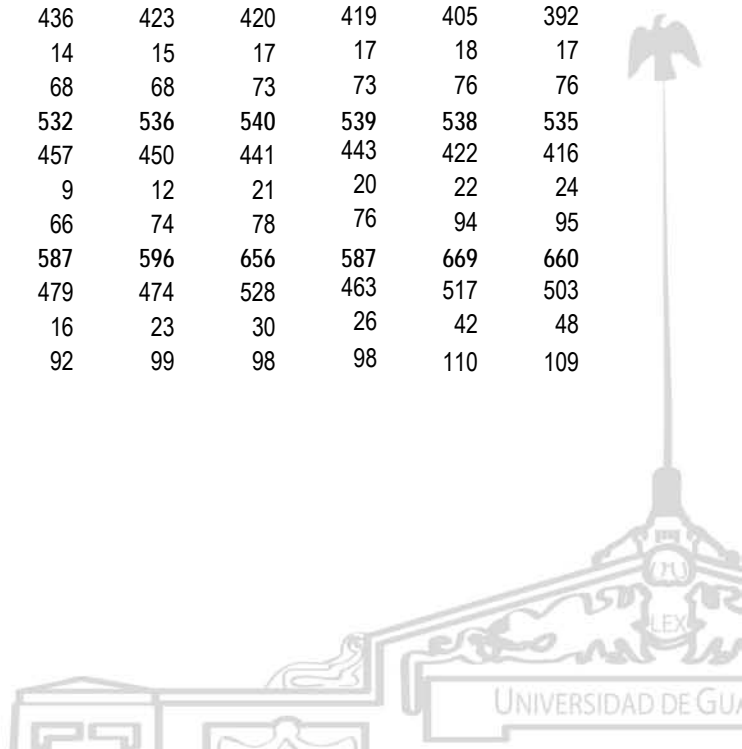 436 423 420 419 405 392
14 15 17 17 18 17
68 68 73 73 76 76
532 536 540 539 538 535
457 450 441 443 422 416
9 12 21 20 22 24
66 74 78 76 94 95
587 596 656 587 669 660
479 474 528 463 517 503
16 23 30 26 42 48
92 99 98 98 110 109
LEX
UNIVERSIDAD DE GUA